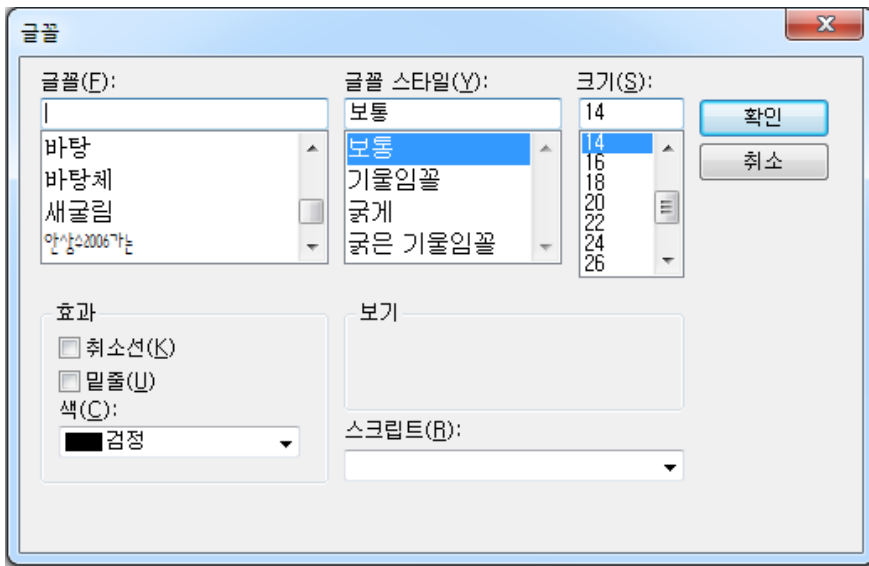 글꼴
글꼴(F): 글꼴 스타일(Y): 크기(S):
보통 14
확인
취소
바탕
바탕체
새굴림
안상수2006가는
보통
기울임꼴
굵게
굵은 기울임꼴
14
16
18
20
22
24
26
효과
취소선(K)
밑줄(U)
색(C):
검정
보기
스크립트(R):